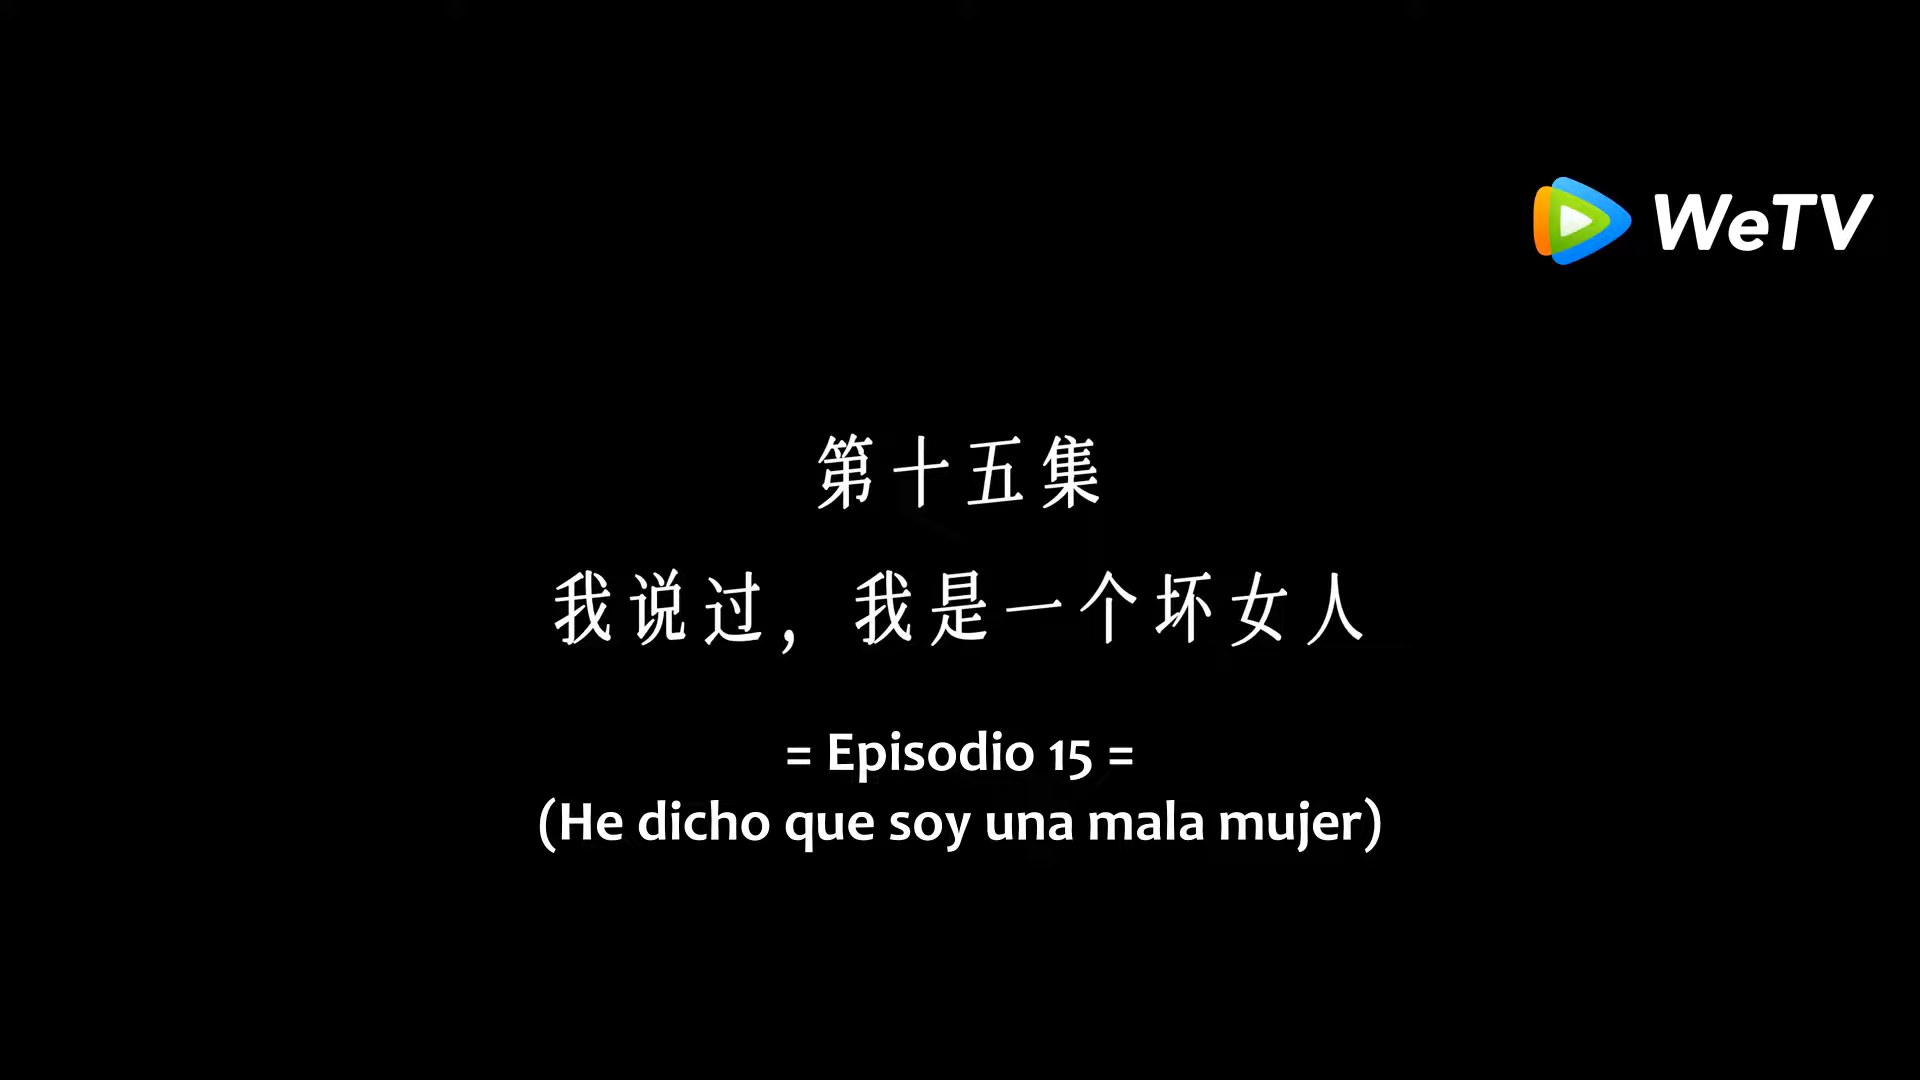 WeTV
第十五集
我说过，我是一个坏女人
= Episodio 15 =
(He dicho que soy una mala mujer)